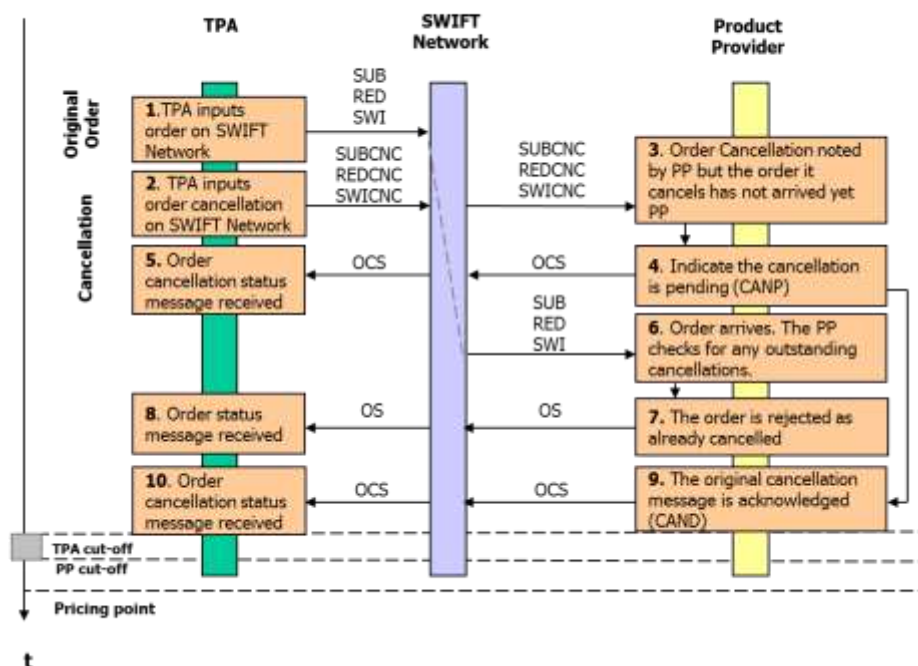 TPA
SWIFT
Network
Product
Provider
Original
Order
Cancellation
1.TPA inputs
order on SWIFT
Network
SUB
RED
SWI
2. TPA inputs
order cancellation
on SWIFT Network
SUBCNC
REDCNC
SWICNC
SUBCNC
REDCNC
SWICNC
3. Order Cancellation noted
by PP but the order it
cancels has not arrived yet
PP
5. Order
cancellation status
message received
OCS
OCS
4. Indicate the cancellation
is pending (CANP)
SUB
RED
SWI
6. Order arrives. The PP
checks for any outstanding
cancellations.
8. Order status
message received
OS
OS
7. The order is rejected as
already cancelled
10. Order
cancellation status
message received
OCS
OCS
9. The original cancellation
message is acknowledged
(CAND)
TPA cut-off
PP cut-off
Pricing point
t